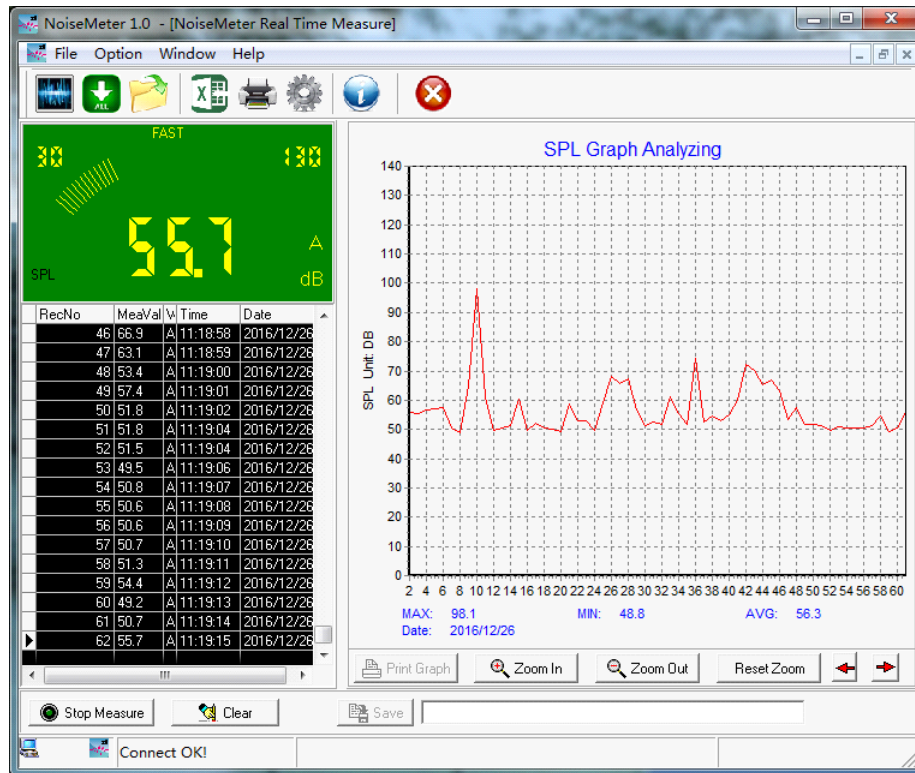 NoiseMeter 1.0 - [NoiseMeter Real Time Measure]
File Option Window Help
ALL
FAST
30 130
55.7
A
SPL dB
RecNo MeaVal Time Date
46 66.9 A 11:18:58 2016/12/26
47 63.1 A 11:18:59 2016/12/26
48 53.4 A 11:19:00 2016/12/26
49 57.4 A 11:19:01 2016/12/26
50 51.8 A 11:19:02 2016/12/26
51 51.8 A 11:19:04 2016/12/26
52 51.5 A 11:19:04 2016/12/26
53 49.5 A 11:19:06 2016/12/26
54 50.8 A 11:19:07 2016/12/26
55 50.6 A 11:19:08 2016/12/26
56 50.6 A 11:19:09 2016/12/26
57 50.7 A 11:19:10 2016/12/26
58 51.3 A 11:19:11 2016/12/26
59 54.4 A 11:19:12 2016/12/26
60 49.2 A 11:19:13 2016/12/26
61 50.7 A 11:19:14 2016/12/26
62 55.7 A 11:19:15 2016/12/26
SPL Graph Analyzing
SPL Unit: DB
140
130
120
110
100
90
80
70
60
50
40
30
20
10
0
2 4 6 8 10 12 14 16 18 20 22 24 26 28 30 32 34 36 38 40 42 44 46 48 50 52 54 56 58 60
MAX: 98.1 MIN: 48.8 AVG: 56.3
Date: 2016/12/26
Print Graph Zoom In Zoom Out Reset Zoom
Stop Measure Clear Save
Connect OK!